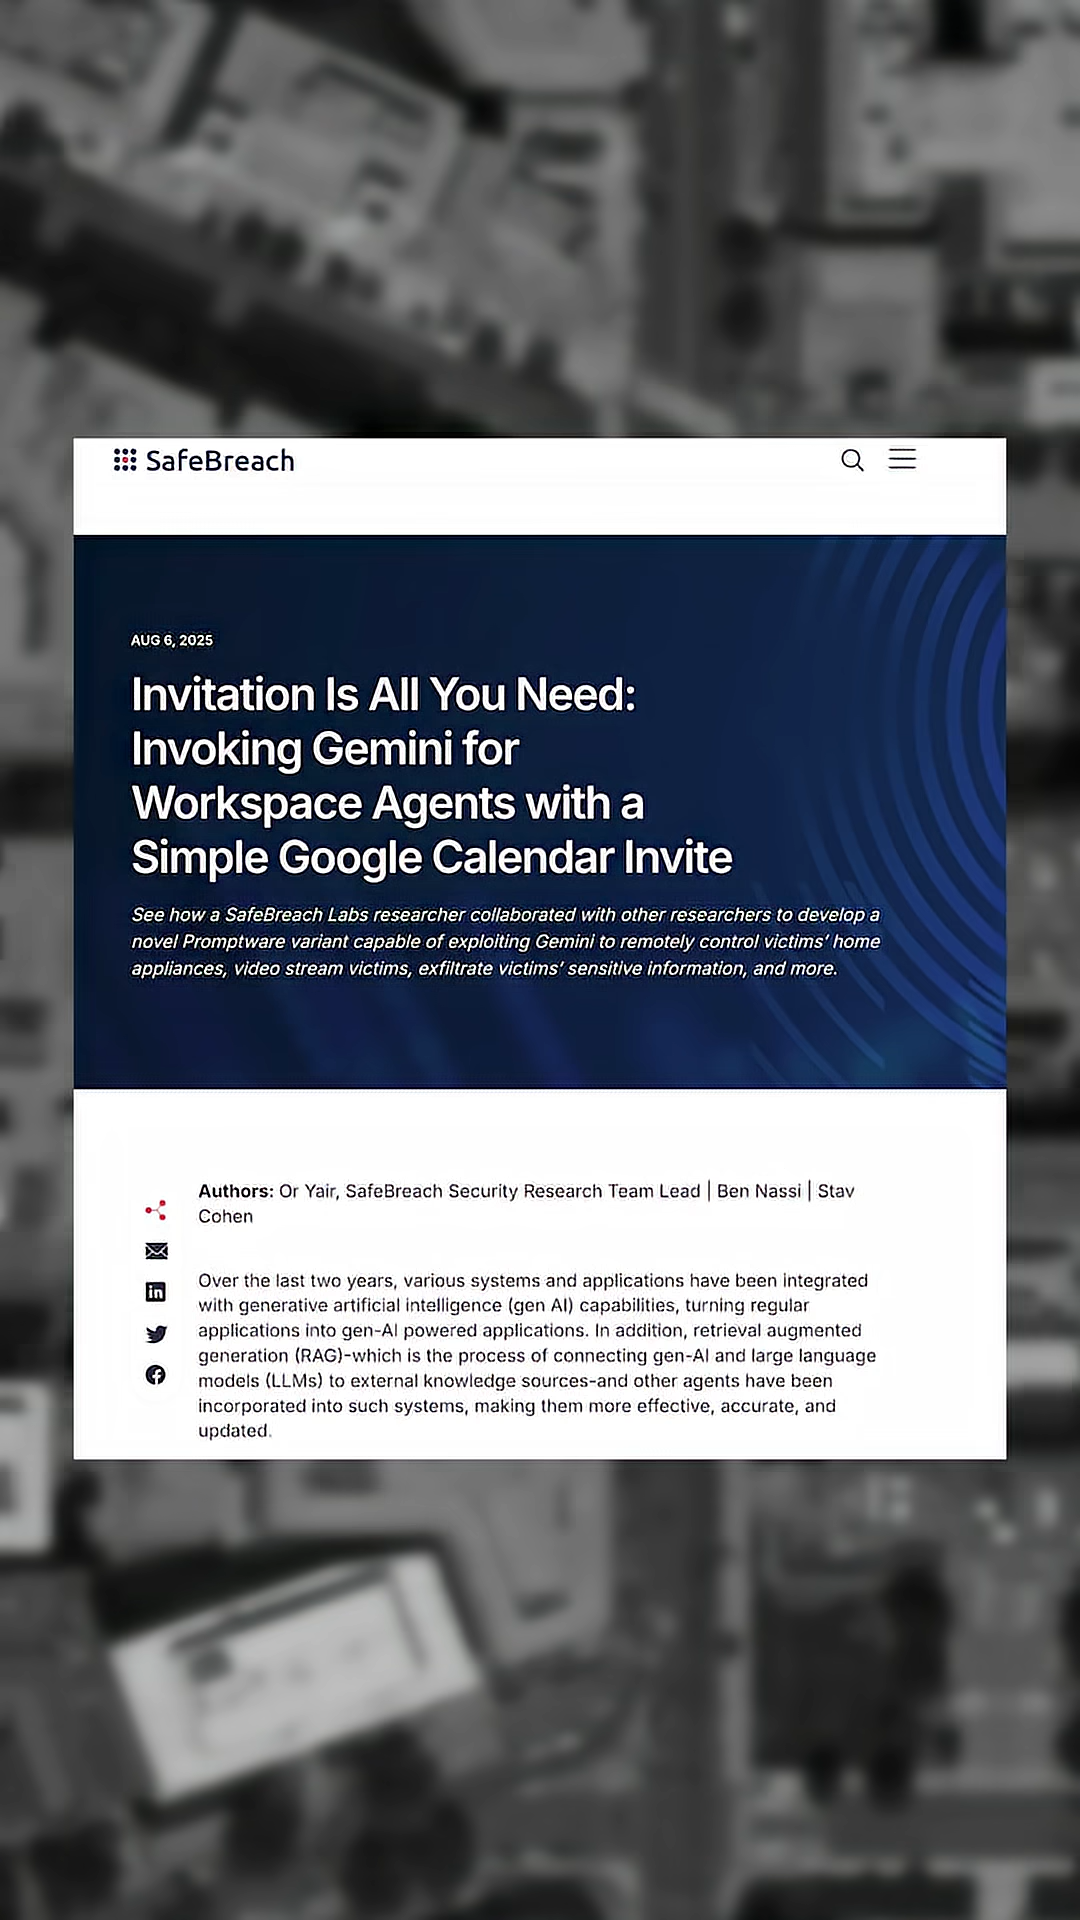 SafeBreach
AUG 6, 2025
Invitation Is All You Need:
Invoking Gemini for
Workspace Agents with a
Simple Google Calendar Invite
See how a SafeBreach Labs researcher collaborated with other researchers to develop a
novel Promptware variant capable of exploiting Gemini to remotely control victims’ home
appliances, video stream victims, exfiltrate victims’ sensitive information, and more.
Authors: Or Yair, SafeBreach Security Research Team Lead | Ben Nassi | Stav
Cohen
Over the last two years, various systems and applications have been integrated
with generative artificial intelligence (gen AI) capabilities, turning regular
applications into gen-AI powered applications. In addition, retrieval augmented
generation (RAG)-which is the process of connecting gen-AI and large language
models (LLMs) to external knowledge sources-and other agents have been
incorporated into such systems, making them more effective, accurate, and
updated.